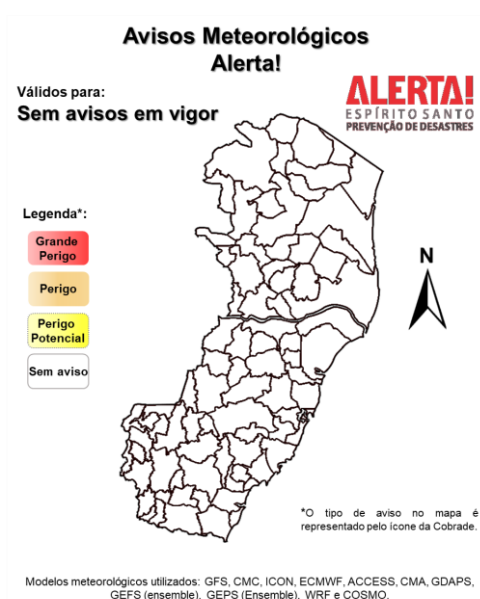 Avisos Meteorológicos
Alerta!
Válidos para:
Sem avisos em vigor
ALERTA!
ESPÍRITO SANTO
PREVENÇÃO DE DESASTRES
Legenda*:
Grande
Perigo
Perigo
Perigo
Potencial
Sem aviso
N
*O tipo de aviso no mapa é
representado pelo ícone da Cobrade.
Modelos meteorológicos utilizados: GFS, CMC, ICON, ECMWF, ACCESS, CMA, GDAPS,
GEFS (ensemble), GEPS (Ensemble), WRF e COSMO.